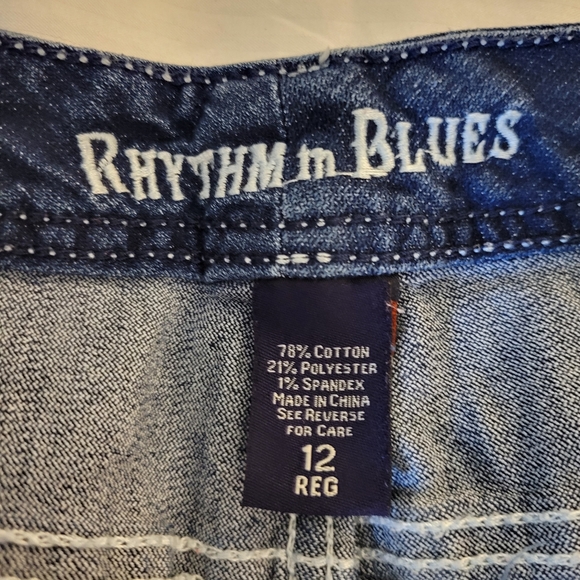 RHYTHM in BLUES
78% COTTON
21% POLYESTER
1% SPANDEX
MADE IN CHINA
SEE REVERSE
FOR CARE
12
REG